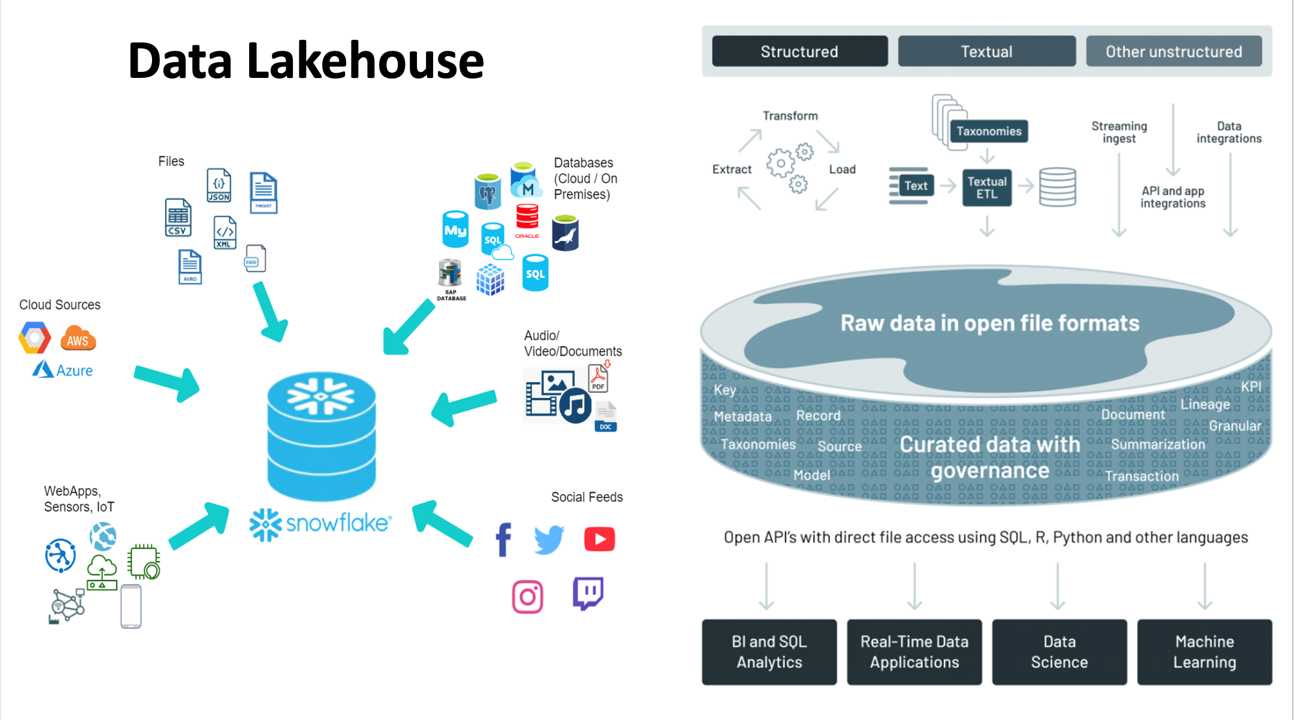 Data Lakehouse
Files
{i}
JSON
PARQUET
CSV
</>
XML
AVRO
Databases
(Cloud / On
Premises)
M
My
SQL
ORACLE
SQL
SAP
DATABASE
Cloud Sources
AWS
Azure
Audio/
Video/Documents
PDF
DOC
snowflake®
WebApps,
Sensors, IoT
Social Feeds
Structured
Textual
Other unstructured
Transform
Extract
Load
Taxonomies
Text
Textual
ETL
Streaming
ingest
Data
integrations
API and app
integrations
Raw data in open file formats
Key
Metadata
Record
Taxonomies
Source
Model
Curated data with
governance
KPI
Lineage
Document
Granular
Summarization
Transaction
Open API's with direct file access using SQL, R, Python and other languages
BI and SQL
Analytics
Real-Time Data
Applications
Data
Science
Machine
Learning